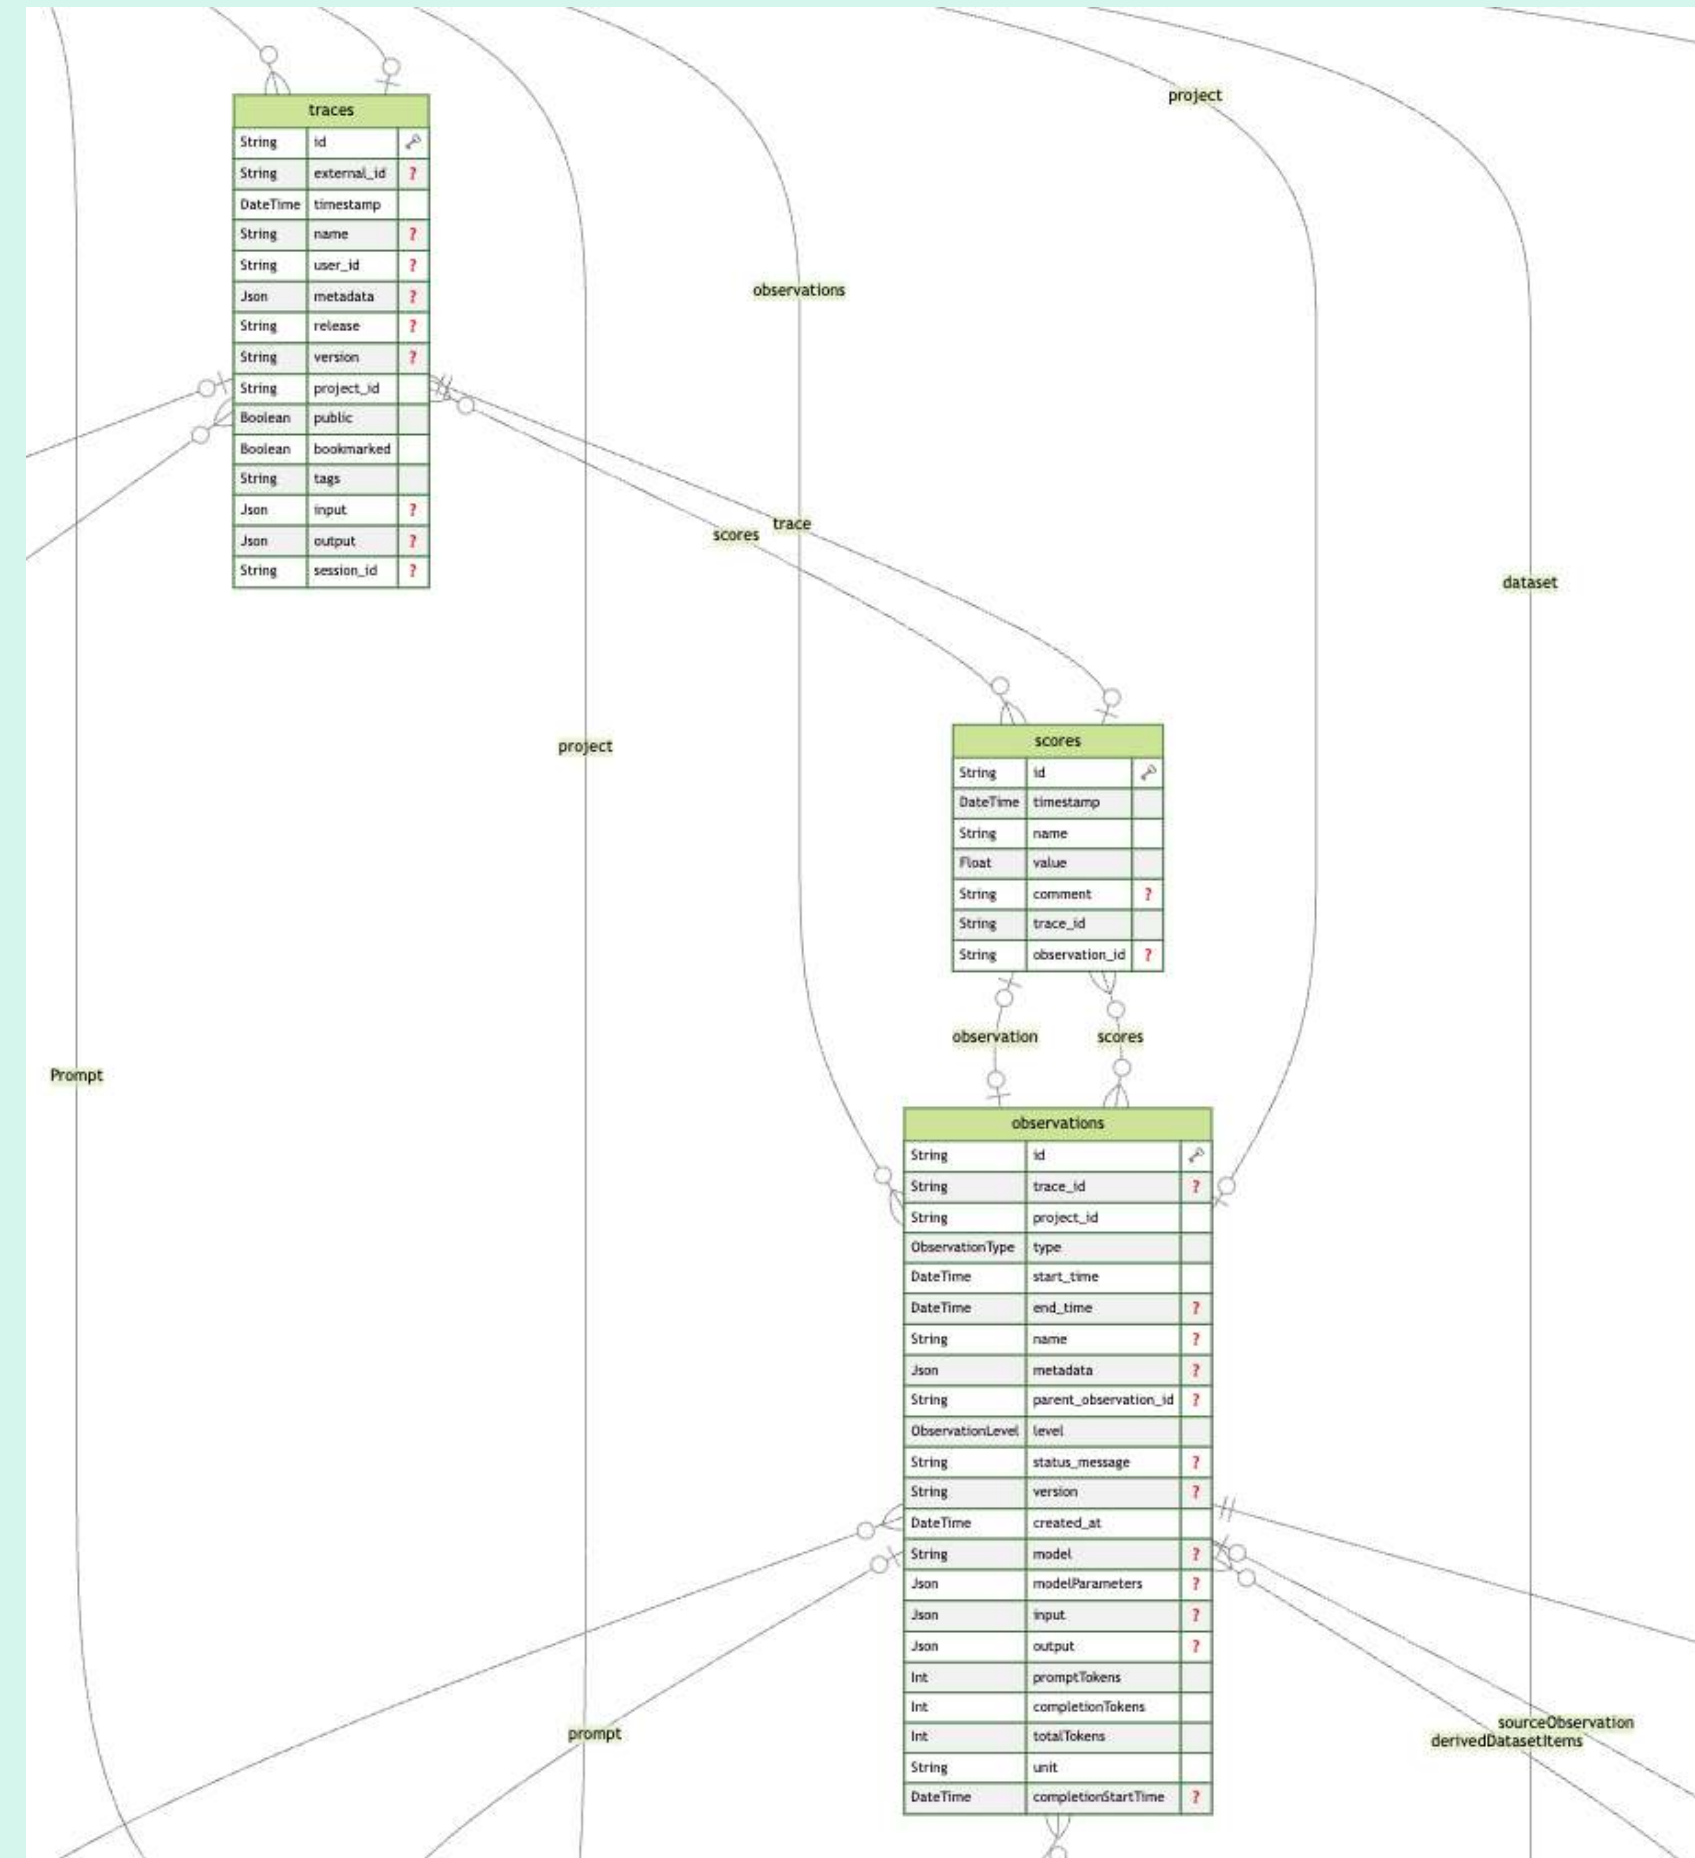 project
traces
String id
String external_id ?
DateTime timestamp
String name ?
String user_id ?
Json metadata ?
String release ?
String version ?
String project_id
Boolean public
Boolean bookmarked
String tags
Json input ?
Json output ?
String session_id ?
observations
trace
scores
dataset
project
scores
String id
DateTime timestamp
String name
Float value
String comment ?
String trace_id
String observation_id ?
observation
scores
Prompt
observations
String id
String trace_id ?
String project_id
ObservationType type
DateTime start_time
DateTime end_time ?
String name ?
Json metadata ?
String parent_observation_id ?
ObservationLevel level
String status_message ?
String version ?
DateTime created_at
String model ?
Json modelParameters ?
Json input ?
Json output ?
Int promptTokens
Int completionTokens
Int totalTokens
String unit
DateTime completionStartTime ?
prompt
sourceObservation
derivedDatasetItems